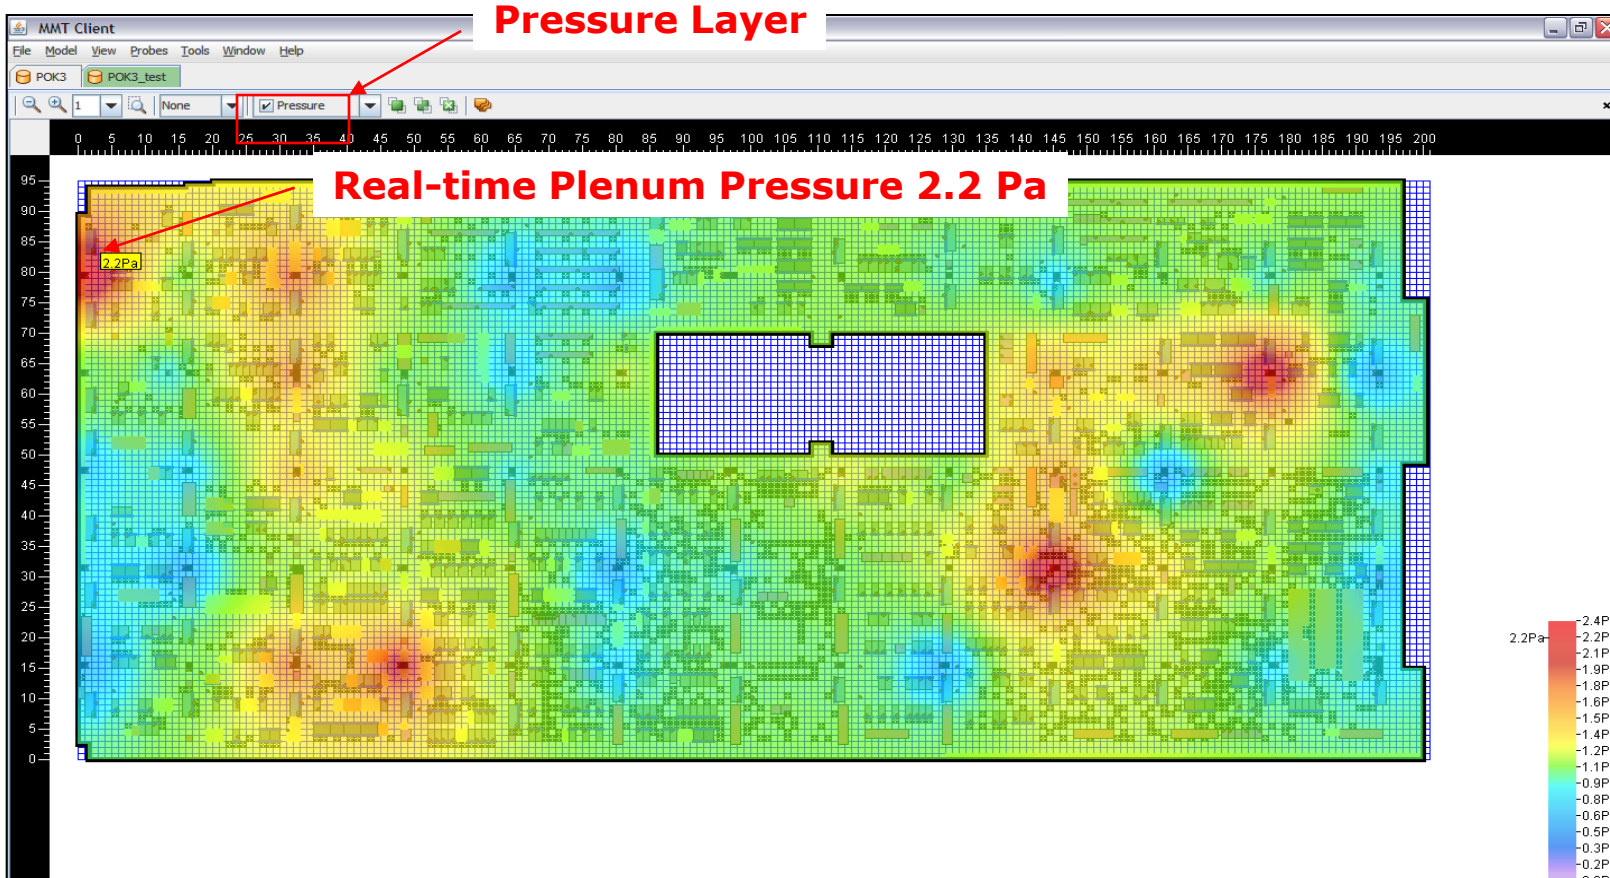 Pressure Layer
MMT Client
File Model View Probes Tools Window Help
POK3 POK3_test
1 None Pressure
0 5 10 15 20 25 30 35 40 45 50 55 60 65 70 75 80 85 90 95 100 105 110 115 120 125 130 135 140 145 150 155 160 165 170 175 180 185 190 195 200
Real-time Plenum Pressure 2.2 Pa
95
90
85
2.2Pa
80
75
70
65
60
55
50
45
40
35
30
25
20
15
10
5
0
2.4P
2.2Pa 2.2P
2.1P
1.9P
1.8P
1.6P
1.5P
1.4P
1.2P
1.1P
0.9P
0.8P
0.6P
0.5P
0.3P
0.2P